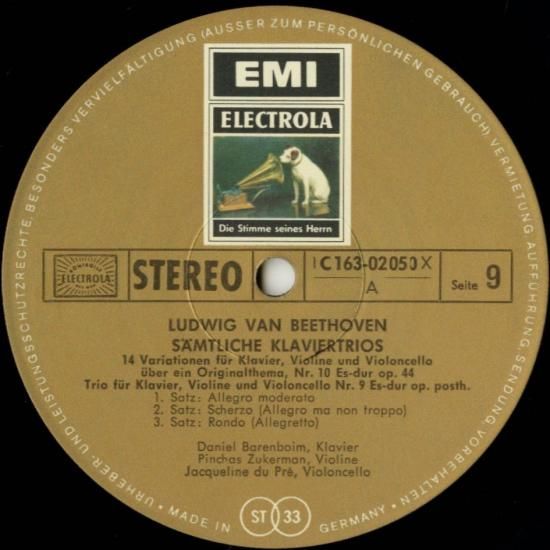 URHEBER- UND LEISTUNGSSCHUTZRECHTE, BESONDERS VERVIELFÄLTIGUNG (AUSSER ZUM PERSÖNLICHEN GEBRAUCH) VERMIETUNG, AUFFÜHRUNG, SENDUNG, VORBEHALTEN
EMI
ELECTROLA
Die Stimme seines Herrn
ELECTROLA
STEREO
1 C 163-02050 X
A
Seite 9
LUDWIG VAN BEETHOVEN
SÄMTLICHE KLAVIERTRIOS
14 Variationen für Klavier, Violine und Violoncello
über ein Originalthema, Nr. 10 Es-dur op. 44
Trio für Klavier, Violine und Violoncello Nr. 9 Es-dur op. posth.
1. Satz: Allegro moderato
2. Satz: Scherzo (Allegro ma non troppo)
3. Satz: Rondo (Allegretto)
Daniel Barenboim, Klavier
Pinchas Zukerman, Violine
Jacqueline du Pré, Violoncello
• MADE IN ST 33 GERMANY •